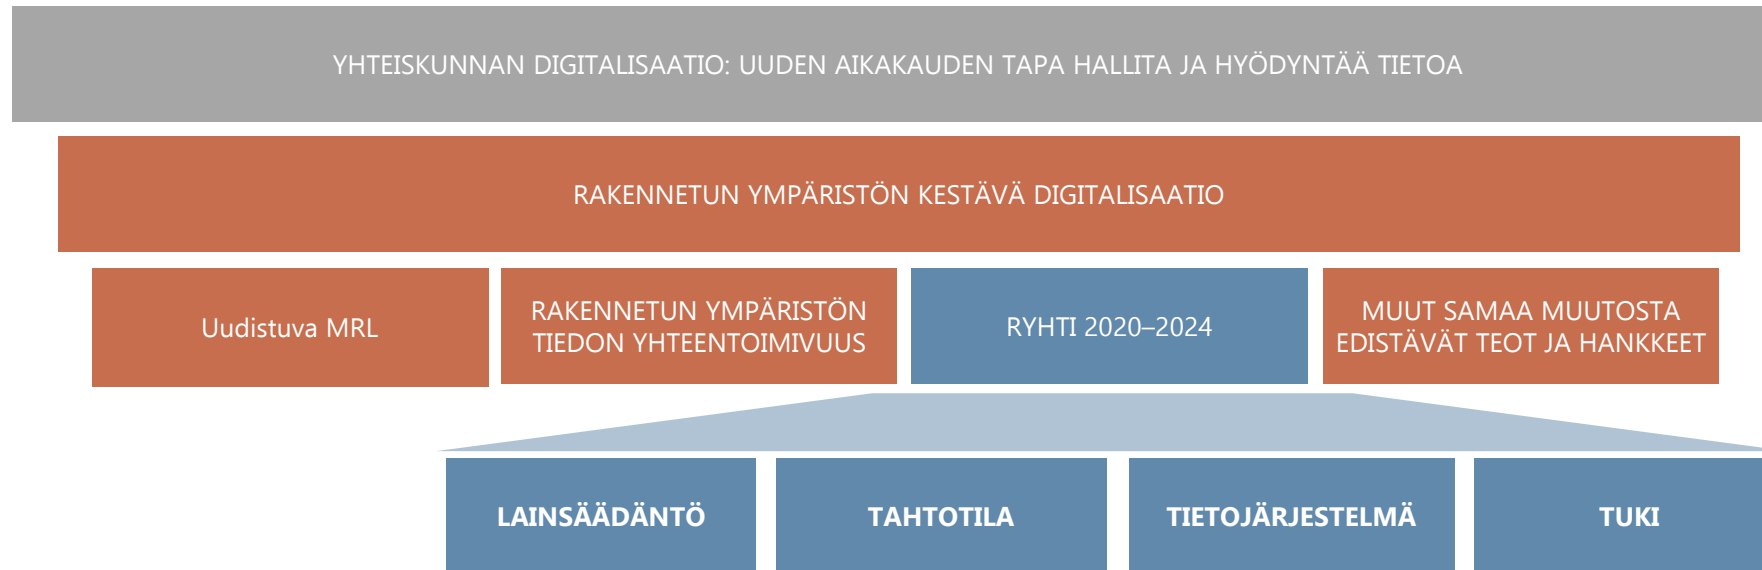 YHTEISKUNNAN DIGITALISAATIO: UUDEN AIKAKAUDEN TAPA HALLITA JA HYÖDYNTÄÄ TIETOA
RAKENNETUN YMPÄRISTÖN KESTÄVÄ DIGITALISAATIO
Uudistuva MRL
RAKENNETUN YMPÄRISTÖN
TIEDON YHTEENTOIMIVUUS
RYHTI 2020–2024
MUUT SAMAA MUUTOSTA
EDISTÄVÄT TEOT JA HANKKEET
LAINSÄÄDÄNTÖ
TAHTOTILA
TIETOJÄRJESTELMÄ
TUKI